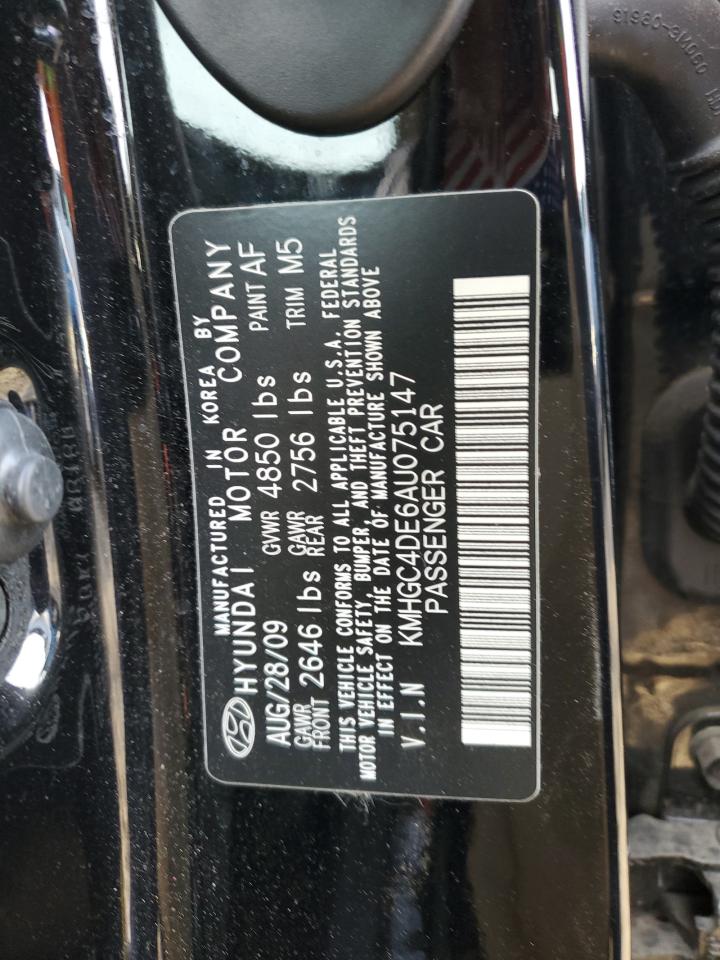 MANUFACTURED IN KOREA BY
HYUNDAI MOTOR COMPANY
AUG/28/09 GVWR 4850 lbs PAINT AF
GAWR FRONT 2646 lbs GAWR REAR 2756 lbs TRIM M5
THIS VEHICLE CONFORMS TO ALL APPLICABLE U.S.A. FEDERAL
MOTOR VEHICLE SAFETY, BUMPER, AND THEFT PREVENTION STANDARDS
IN EFFECT ON THE DATE OF MANUFACTURE SHOWN ABOVE
V.I.N KMHGC4DE6AU075147
PASSENGER CAR
91980-3M060